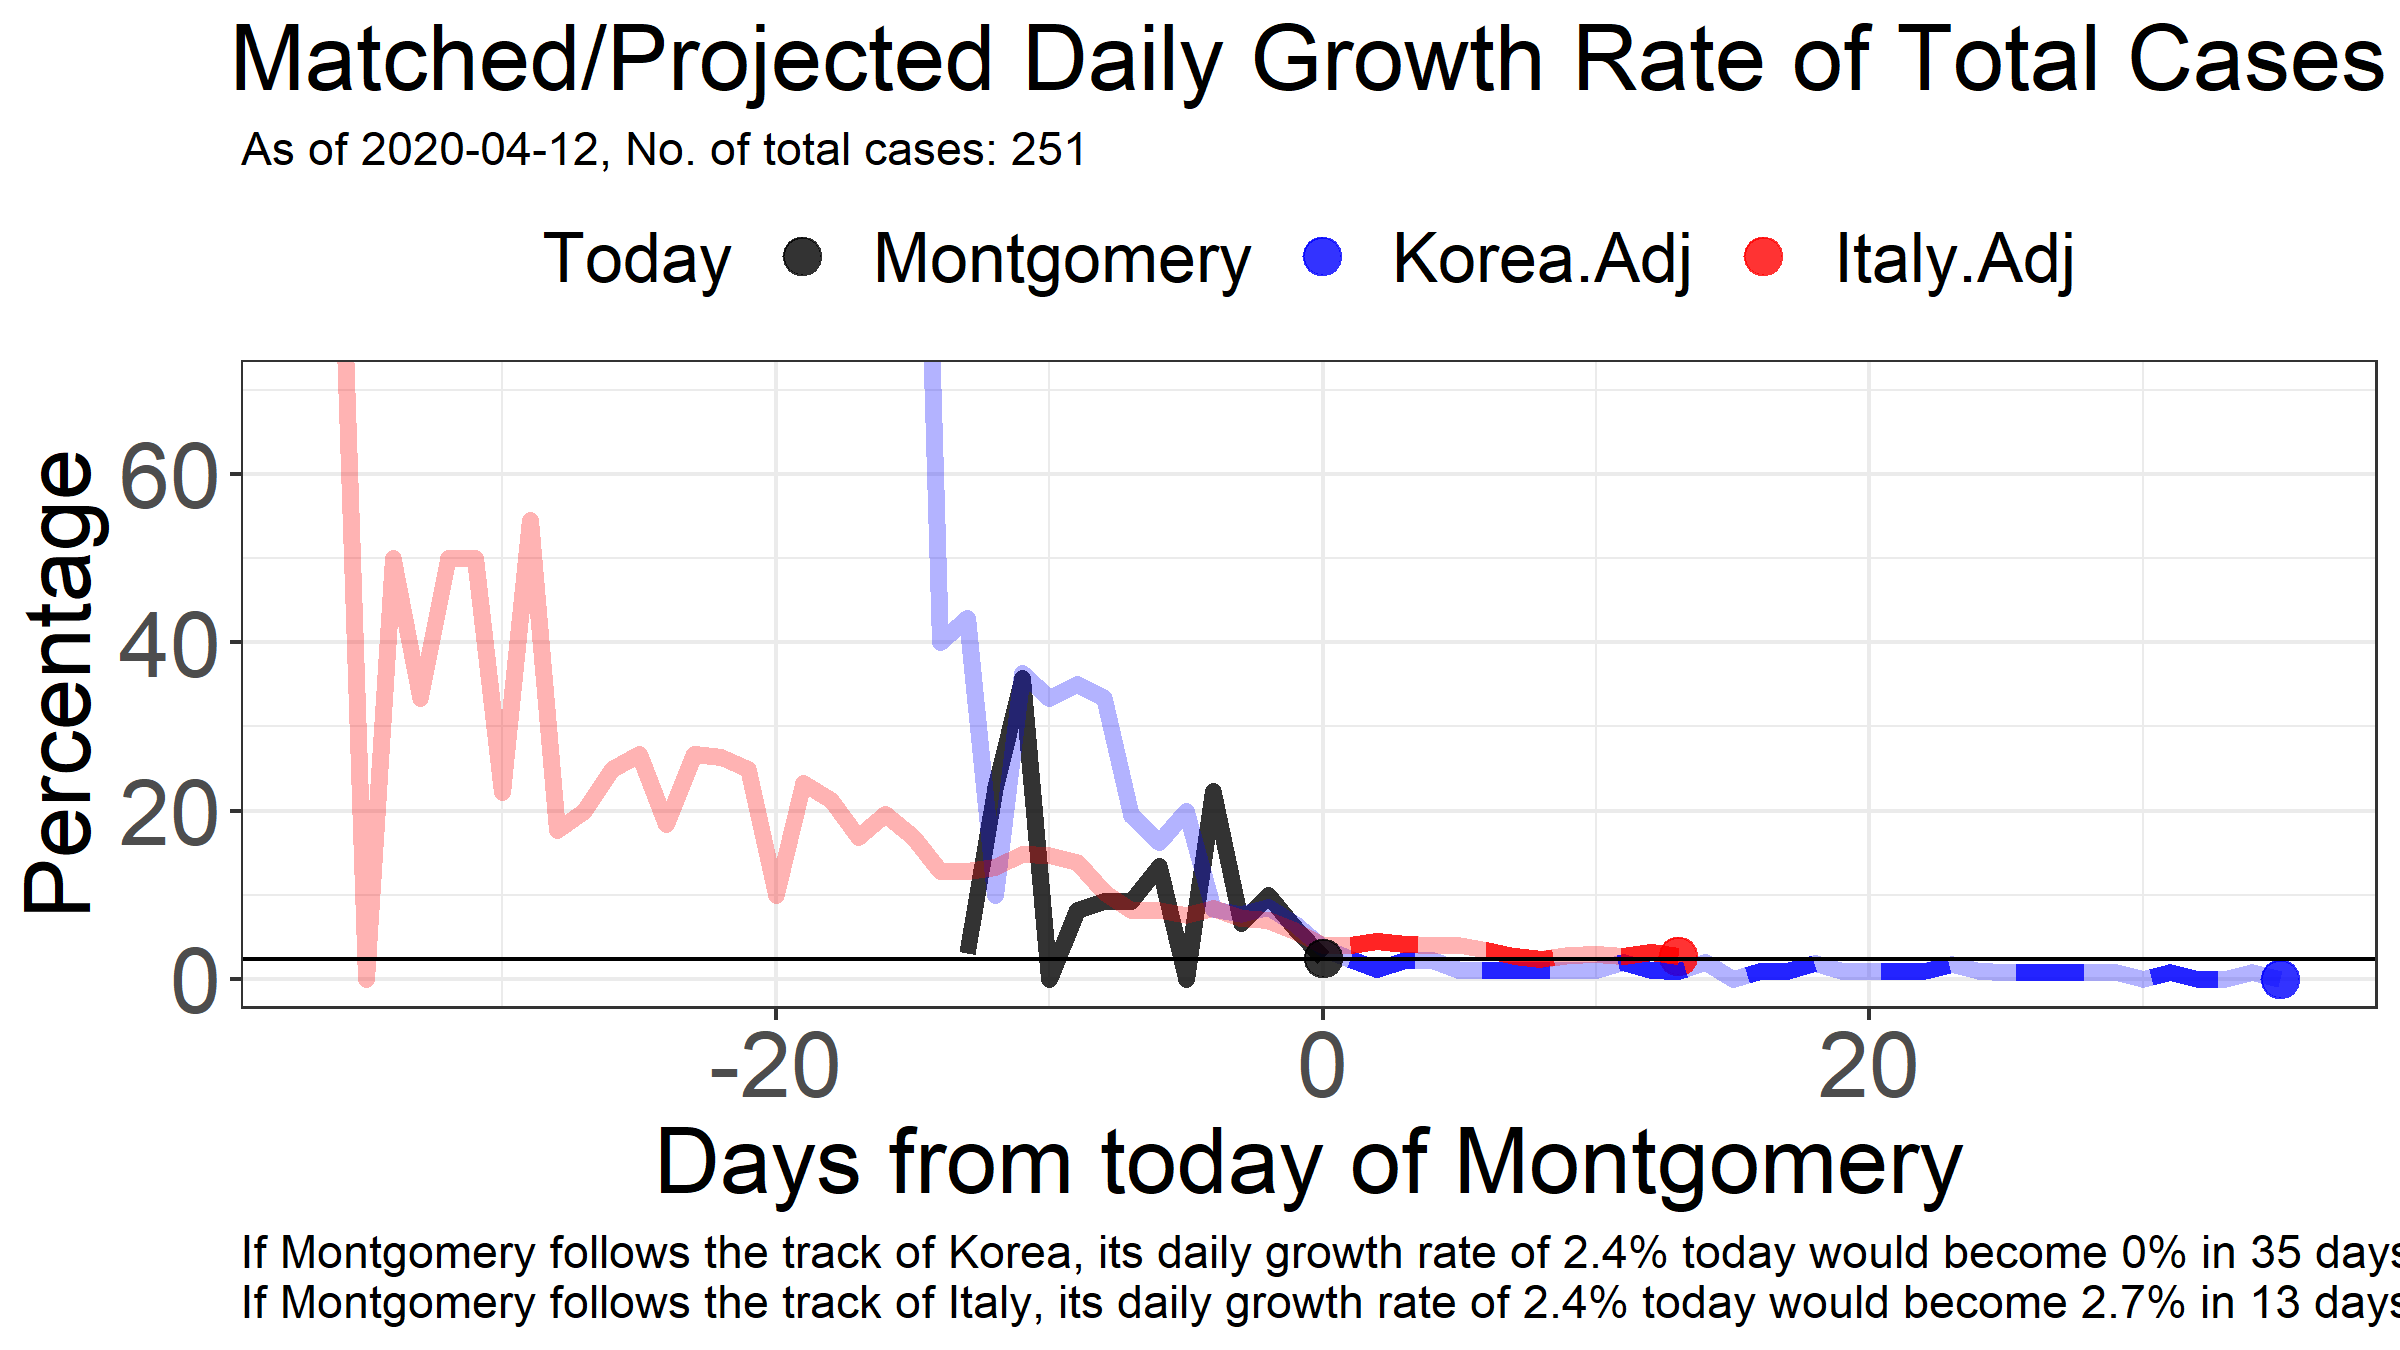 Matched/Projected Daily Growth Rate of Total Cases
As of 2020-04-12, No. of total cases: 251
Today Montgomery Korea.Adj Italy.Adj
Percentage
60
40
20
0
-20 0 20
Days from today of Montgomery
If Montgomery follows the track of Korea, its daily growth rate of 2.4% today would become 0% in 35 days
If Montgomery follows the track of Italy, its daily growth rate of 2.4% today would become 2.7% in 13 days